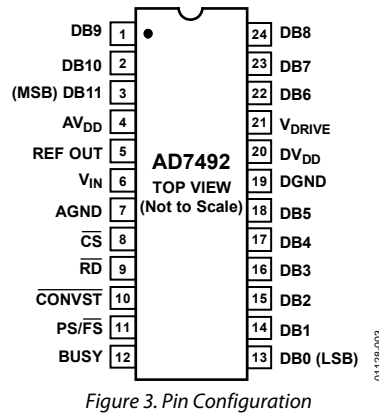 DB9 1
DB10 2
(MSB) DB11 3
AVDD 4
REF OUT 5
VIN 6
AGND 7
CS 8
RD 9
CONVST 10
PS/FS 11
BUSY 12
AD7492
TOP VIEW
(Not to Scale)
24 DB8
23 DB7
22 DB6
21 VDRIVE
20 DVDD
19 DGND
18 DB5
17 DB4
16 DB3
15 DB2
14 DB1
13 DB0 (LSB)
01128-003
Figure 3. Pin Configuration